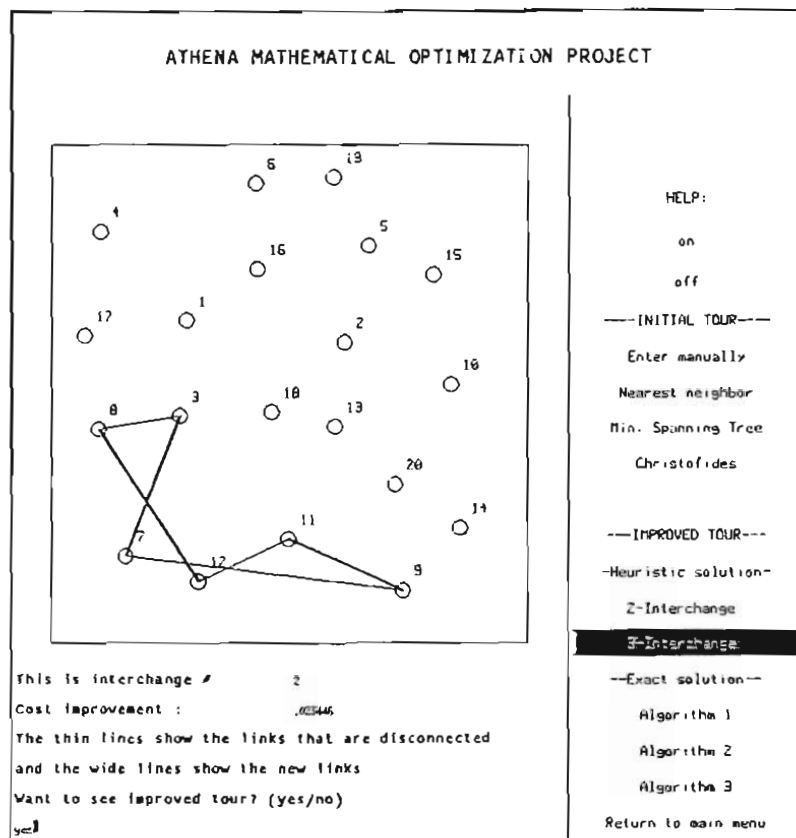 ATHENA MATHEMATICAL OPTIMIZATION PROJECT
6
19
4
5
16
15
17
1
2
10
8
3
18
13
20
14
11
7
12
9
HELP:
on
off
----INITIAL TOUR----
Enter manually
Nearest neighbor
Min. Spanning Tree
Christofides
---IMPROVED TOUR---
-Heuristic solution-
2-Interchange
3-Interchange
--Exact solution--
Algorithm 1
Algorithm 2
Algorithm 3
Return to main menu
This is interchange # 2
Cost improvement :
The thin lines show the links that are disconnected
and the wide lines show the new links
Want to see improved tour? (yes/no)
yes